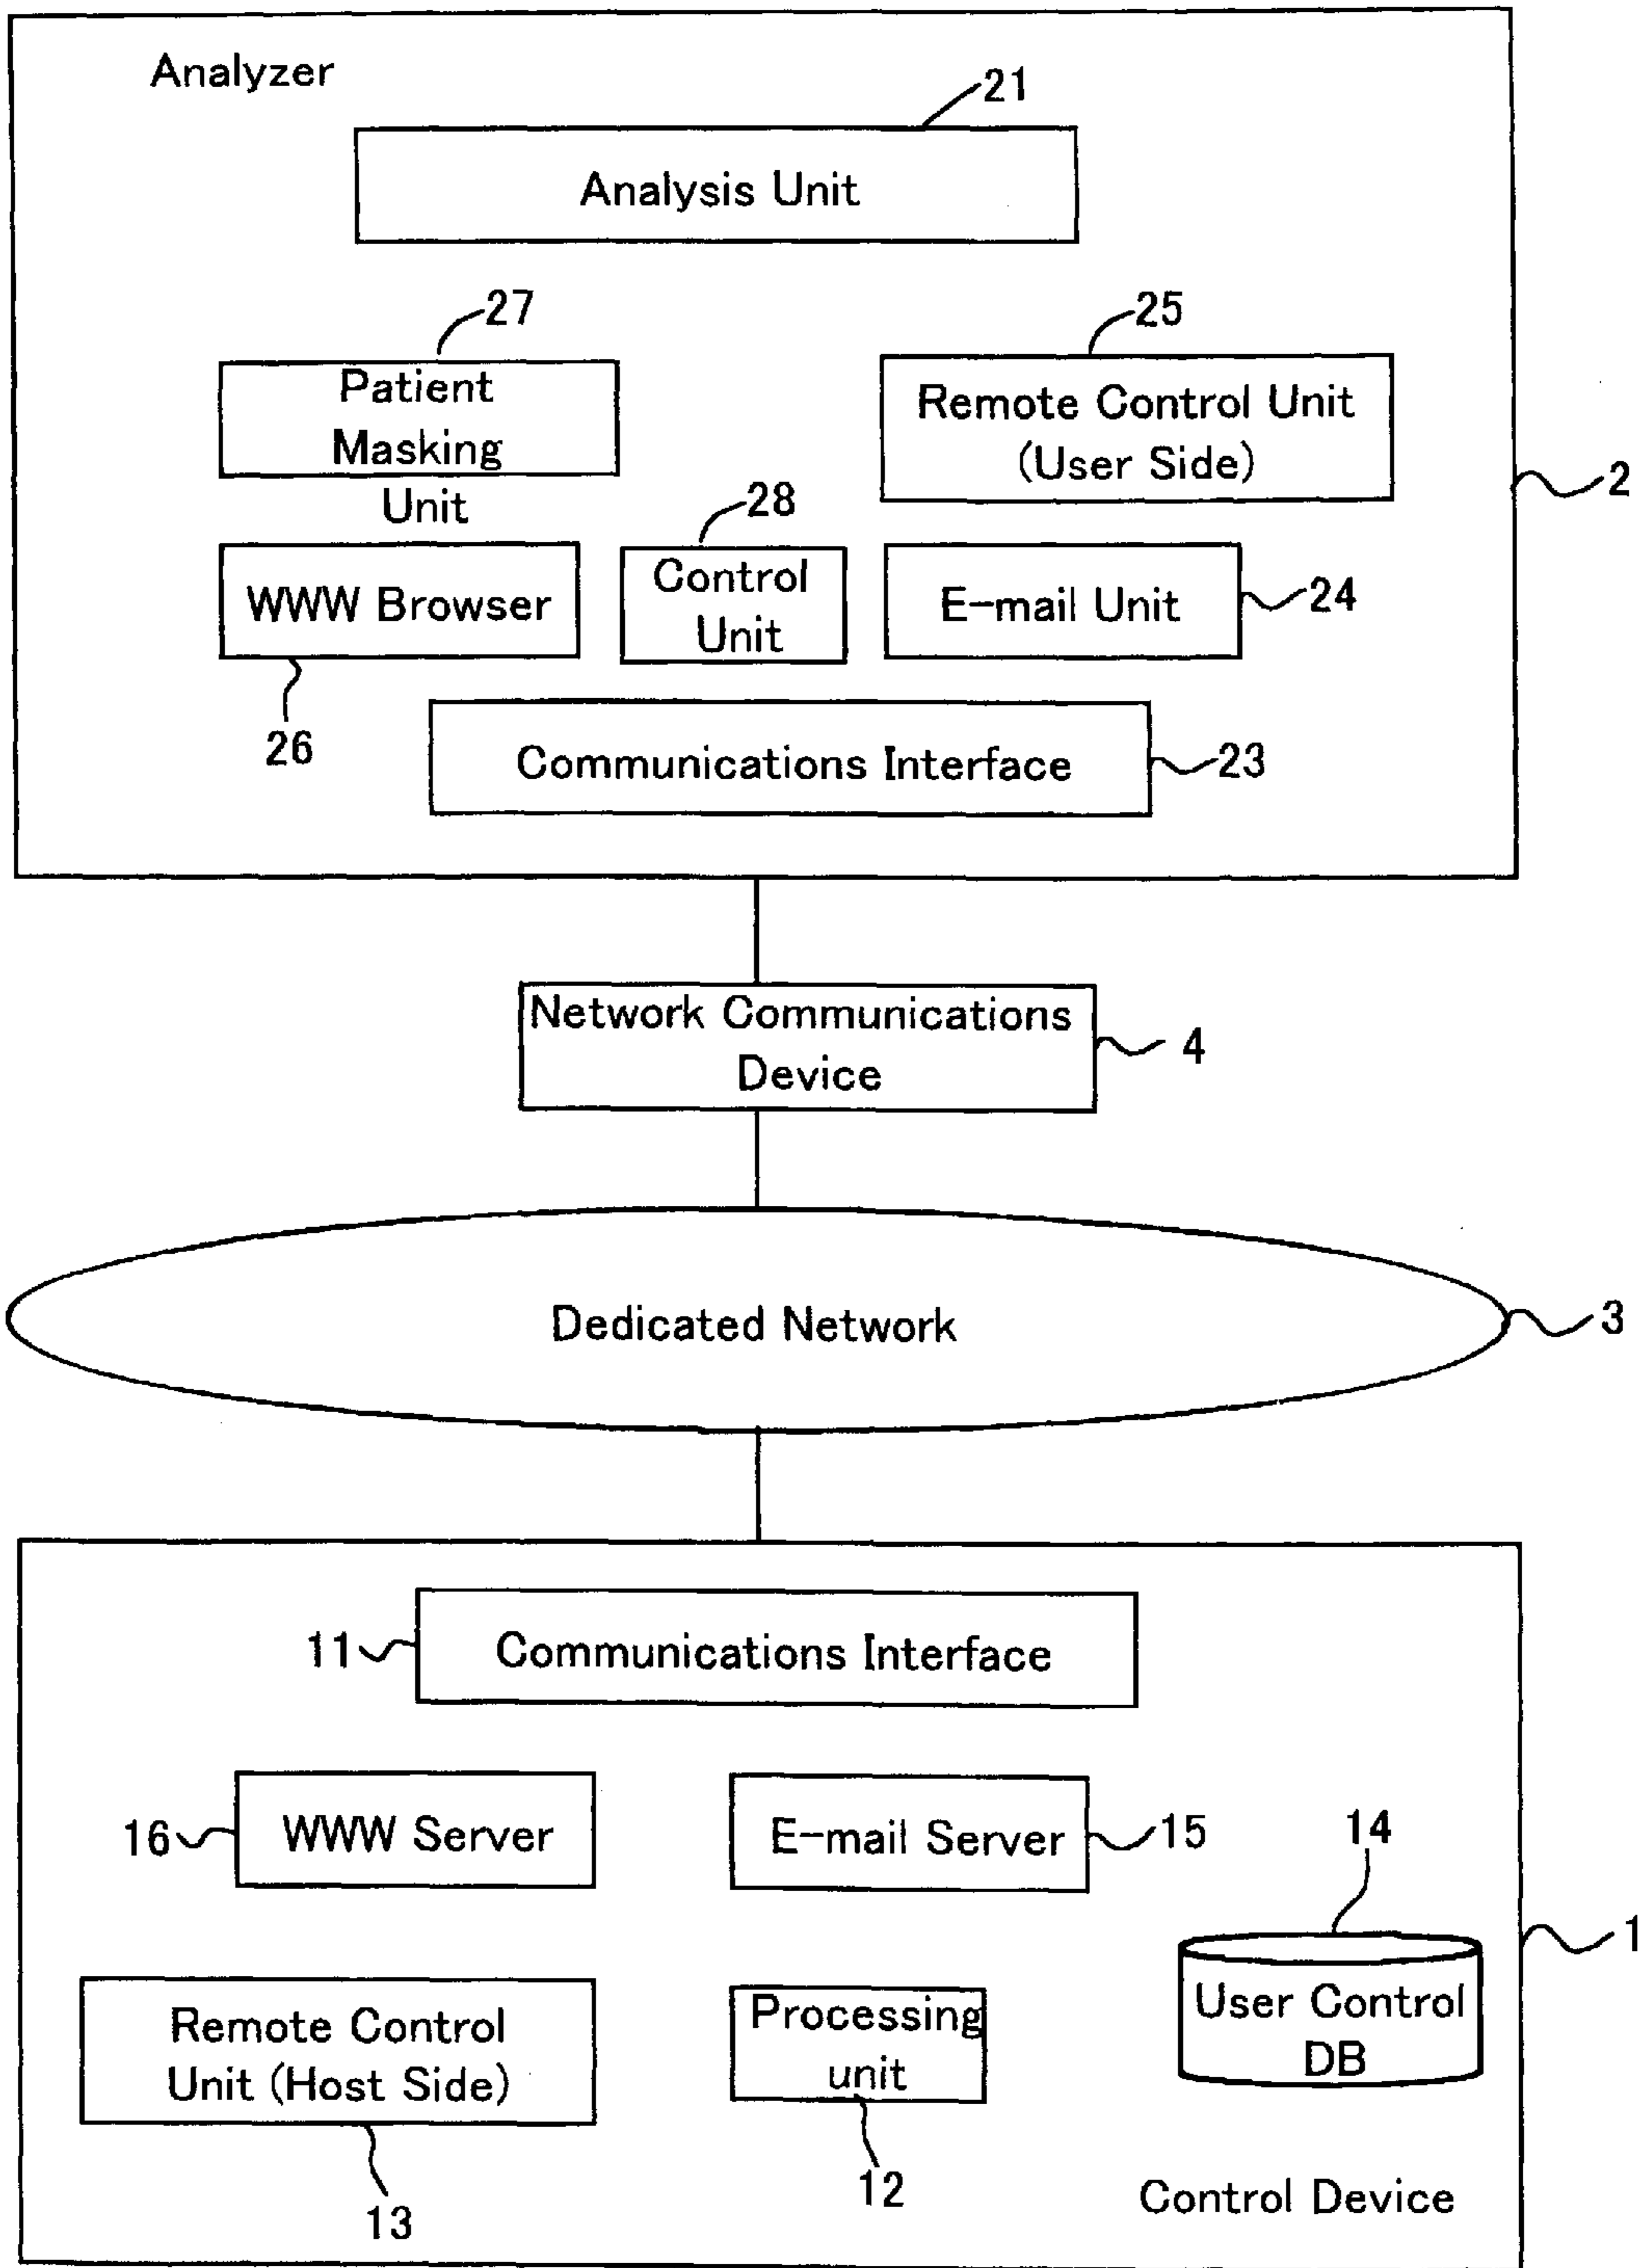 Analyzer
21
Analysis Unit
27
25
Patient
Masking
Unit
Remote Control Unit
(User Side)
2
28
WWW Browser
Control
Unit
E-mail Unit
24
26
Communications Interface
23
Network Communications
Device
4
Dedicated Network
3
11
Communications Interface
16
WWW Server
E-mail Server
15
14
1
Remote Control
Unit (Host Side)
Processing
unit
User Control
DB
13
12
Control Device